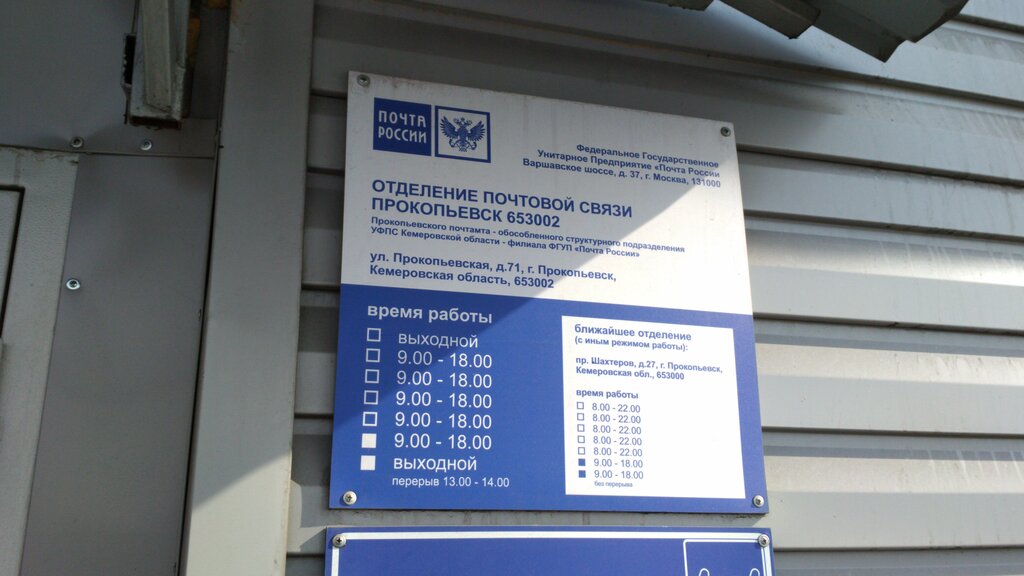 ПОЧТА
РОССИИ
Федеральное Государственное
Унитарное Предприятие «Почта России
Варшавское шоссе, д. 37, г. Москва, 131000
ОТДЕЛЕНИЕ ПОЧТОВОЙ СВЯЗИ
ПРОКОПЬЕВСК 653002
Прокопьевского почтамта - обособленного структурного подразделения
УФПС Кемеровской области - филиала ФГУП «Почта России»
ул. Прокопьевская, д.71, г. Прокопьевск,
Кемеровская область, 653002
время работы
выходной
9.00 - 18.00
9.00 - 18.00
9.00 - 18.00
9.00 - 18.00
9.00 - 18.00
выходной
перерыв 13.00 - 14.00
ближайшее отделение
(с иным режимом работы):
пр. Шахтеров, д.27, г. Прокопьевск,
Кемеровская обл., 653000
время работы
8.00 - 22.00
8.00 - 22.00
8.00 - 22.00
8.00 - 22.00
8.00 - 22.00
9.00 - 18.00
9.00 - 18.00
без перерыва